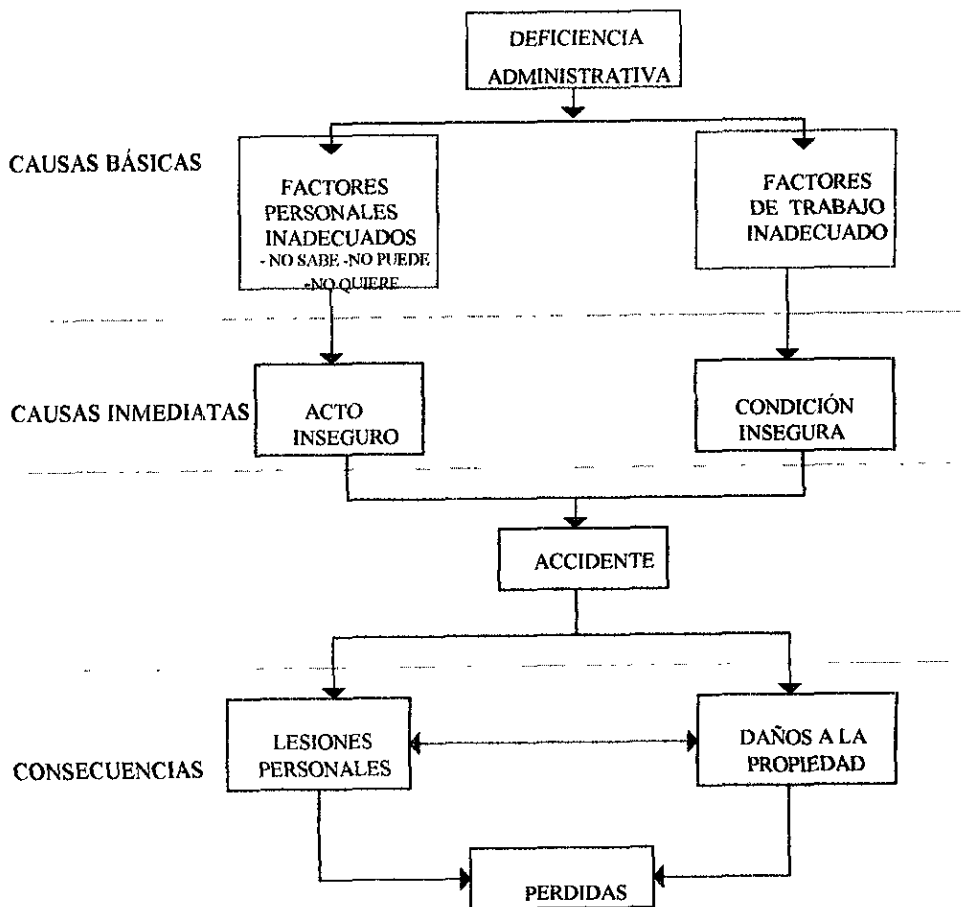 DEFICIENCIA
ADMINISTRATIVA
CAUSAS BÁSICAS
FACTORES
PERSONALES
INADECUADOS
- NO SABE -NO PUEDE
-NO QUIERE
FACTORES
DE TRABAJO
INADECUADO
CAUSAS INMEDIATAS
ACTO
INSEGURO
CONDICIÓN
INSEGURA
ACCIDENTE
CONSECUENCIAS
LESIONES
PERSONALES
DAÑOS A LA
PROPIEDAD
PERDIDAS